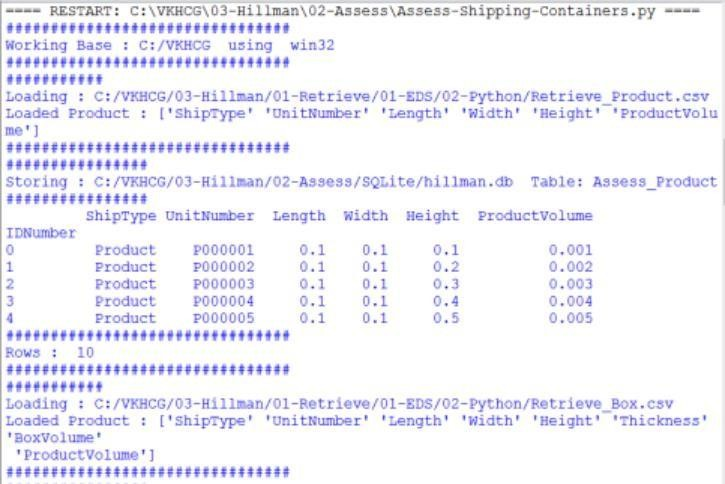 ==== RESTART: C:\VKHCG\03-Hillman\02-Assess\Assess-Shipping-Containers.py ====
################################
Working Base : C:/VKHCG  using  win32
################################
###########
Loading : C:/VKHCG/03-Hillman/01-Retrieve/01-EDS/02-Python/Retrieve_Product.csv
Loaded Product : ['ShipType' 'UnitNumber' 'Length' 'Width' 'Height' 'ProductVolu
me']
################################
################
Storing : C:/VKHCG/03-Hillman/02-Assess/SQLite/hillman.db  Table: Assess_Product
################
         ShipType UnitNumber  Length  Width  Height  ProductVolume
IDNumber
0         Product    P000001     0.1    0.1     0.1          0.001
1         Product    P000002     0.1    0.1     0.2          0.002
2         Product    P000003     0.1    0.1     0.3          0.003
3         Product    P000004     0.1    0.1     0.4          0.004
4         Product    P000005     0.1    0.1     0.5          0.005
################################
Rows :  10
################################
###########
Loading : C:/VKHCG/03-Hillman/01-Retrieve/01-EDS/02-Python/Retrieve_Box.csv
Loaded Product : ['ShipType' 'UnitNumber' 'Length' 'Width' 'Height' 'Thickness'
'BoxVolume'
 'ProductVolume']
################################